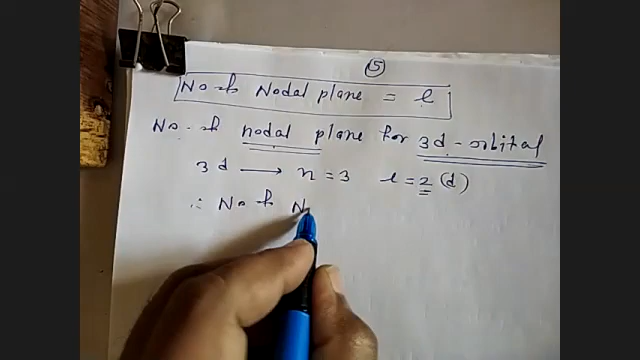 5
No of Nodal plane = l
No. of nodal plane for 3d-orbital
3d → n = 3 l = 2 (d)
∴ No of N